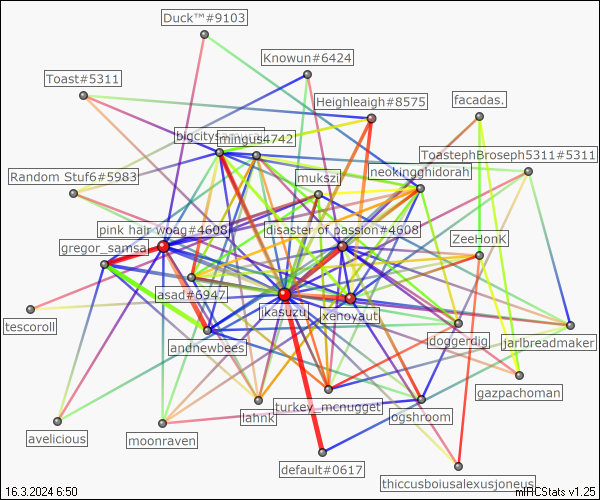 Duck™#9103
Knowun#6424
Toast#5311
Heighleigh#8575
facadas.
mingus4742
ToastephBroseph5311#5311
neokingghidorah
Random Stuf6#5983
mukszi
pink hair woag#4608
disaster of passion#4608
gregor_samsa
ZeeHonK
asad#6947
ikasuzu
xenoyaut
tescoroll
andnewbees
doggerdig
jarlbreadmaker
gazpachoman
lahnk
turkey_mcnugget
ogshroom
avelicious
moonraven
default#0617
thiccusboiusalexusjoneus
16.3.2024 6:50
mIRCStats v1.25